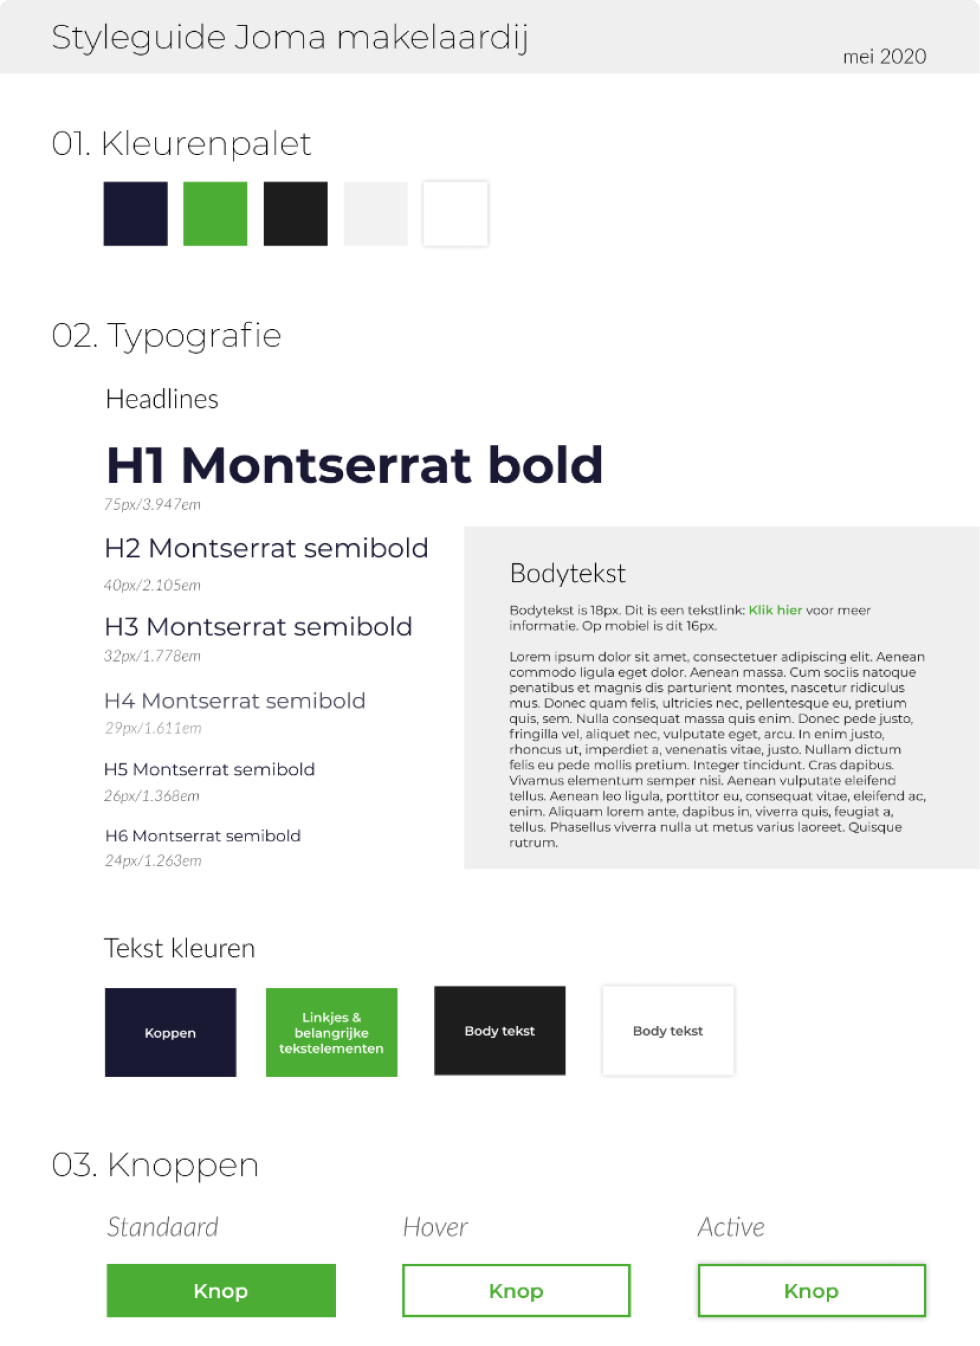 Styleguide Joma makelaardij
mei 2020
01. Kleurenpalet
02. Typografie
Headlines
H1 Montserrat bold
75px/3.947em
H2 Montserrat semibold
40px/2.105em
H3 Montserrat semibold
32px/1.778em
H4 Montserrat semibold
29px/1.611em
H5 Montserrat semibold
26px/1.368em
H6 Montserrat semibold
24px/1.263em
Bodytekst
Bodytekst is 18px. Dit is een tekstlink: Klik hier voor meer
informatie. Op mobiel is dit 16px.
Lorem ipsum dolor sit amet, consectetuer adipiscing elit. Aenean
commodo ligula eget dolor. Aenean massa. Cum sociis natoque
penatibus et magnis dis parturient montes, nascetur ridiculus
mus. Donec quam felis, ultricies nec, pellentesque eu, pretium
quis, sem. Nulla consequat massa quis enim. Donec pede justo,
fringilla vel, aliquet nec, vulputate eget, arcu. In enim justo,
rhoncus ut, imperdiet a, venenatis vitae, justo. Nullam dictum
felis eu pede mollis pretium. Integer tincidunt. Cras dapibus.
Vivamus elementum semper nisi. Aenean vulputate eleifend
tellus. Aenean leo ligula, porttitor eu, consequat vitae, eleifend ac,
enim. Aliquam lorem ante, dapibus in, viverra quis, feugiat a,
tellus. Phasellus viverra nulla ut metus varius laoreet. Quisque
rutrum.
Tekst kleuren
Koppen
Linkjes &
belangrijke
tekstelementen
Body tekst
Body tekst
03. Knoppen
Standaard
Hover
Active
Knop
Knop
Knop